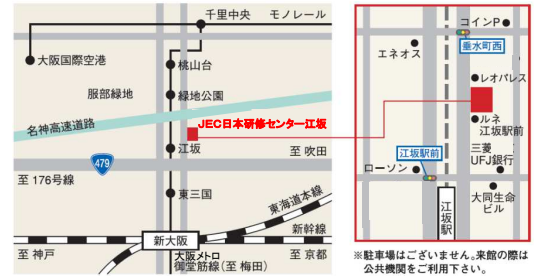 千里中央
モノレール
大阪国際空港
桃山台
服部緑地
緑地公園
名神高速道路
JEC日本研修センター江坂
江坂
至 吹田
479
至 176号線
東三国
東海道本線
新幹線
新大阪
至 神戸
大阪メトロ
御堂筋線(至 梅田)
至 京都
コインP
垂水町西
エネオス
レオパレス
ルネ
江坂駅前
江坂駅前
三菱
UFJ銀行
ローソン
江坂駅
大同生命
ビル
※駐車場はございません。来館の際は
公共機関をご利用下さい。